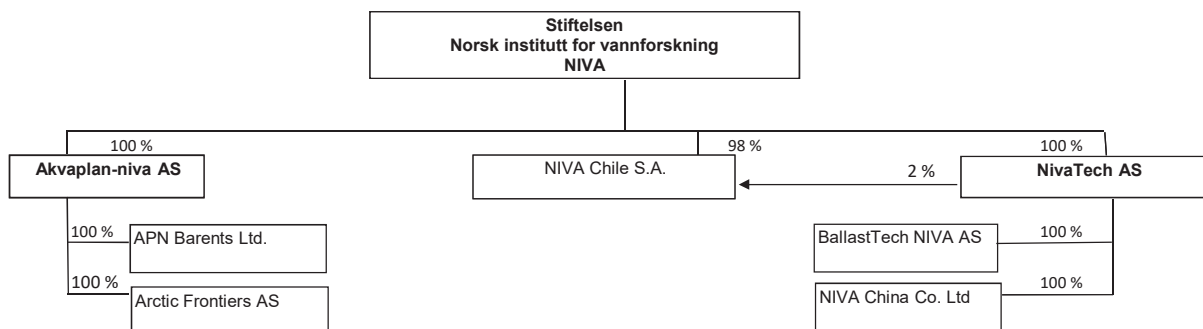 Stiftelsen
Norsk institutt for vannforskning
NIVA
100 %
98 %
100 %
Akvaplan-niva AS
NIVA Chile S.A.
2 %
NivaTech AS
100 %
APN Barents Ltd.
BallastTech NIVA AS
100 %
100 %
Arctic Frontiers AS
NIVA China Co. Ltd
100 %